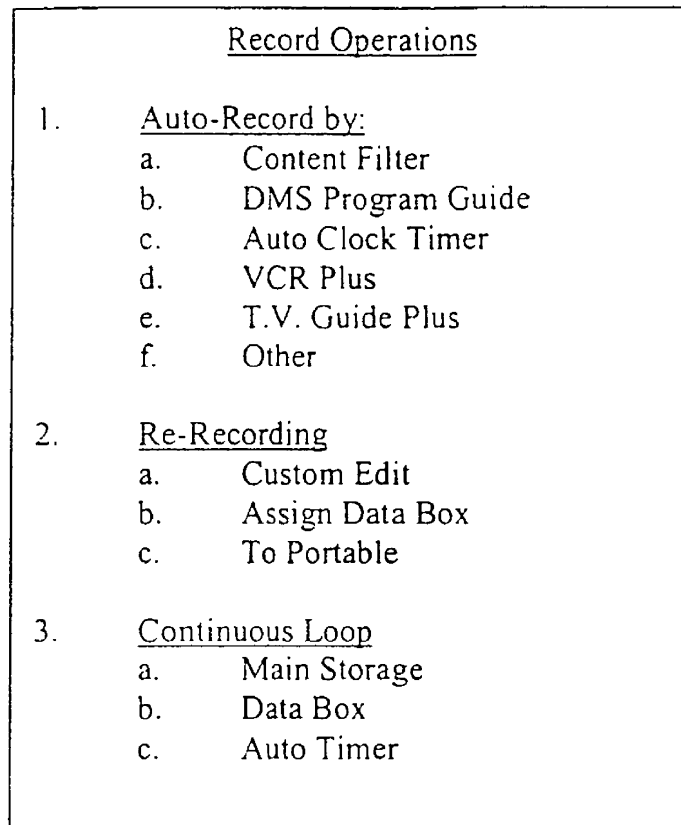 Record Operations
1. Auto-Record by:
a. Content Filter
b. DMS Program Guide
c. Auto Clock Timer
d. VCR Plus
e. T.V. Guide Plus
f. Other
2. Re-Recording
a. Custom Edit
b. Assign Data Box
c. To Portable
3. Continuous Loop
a. Main Storage
b. Data Box
c. Auto Timer